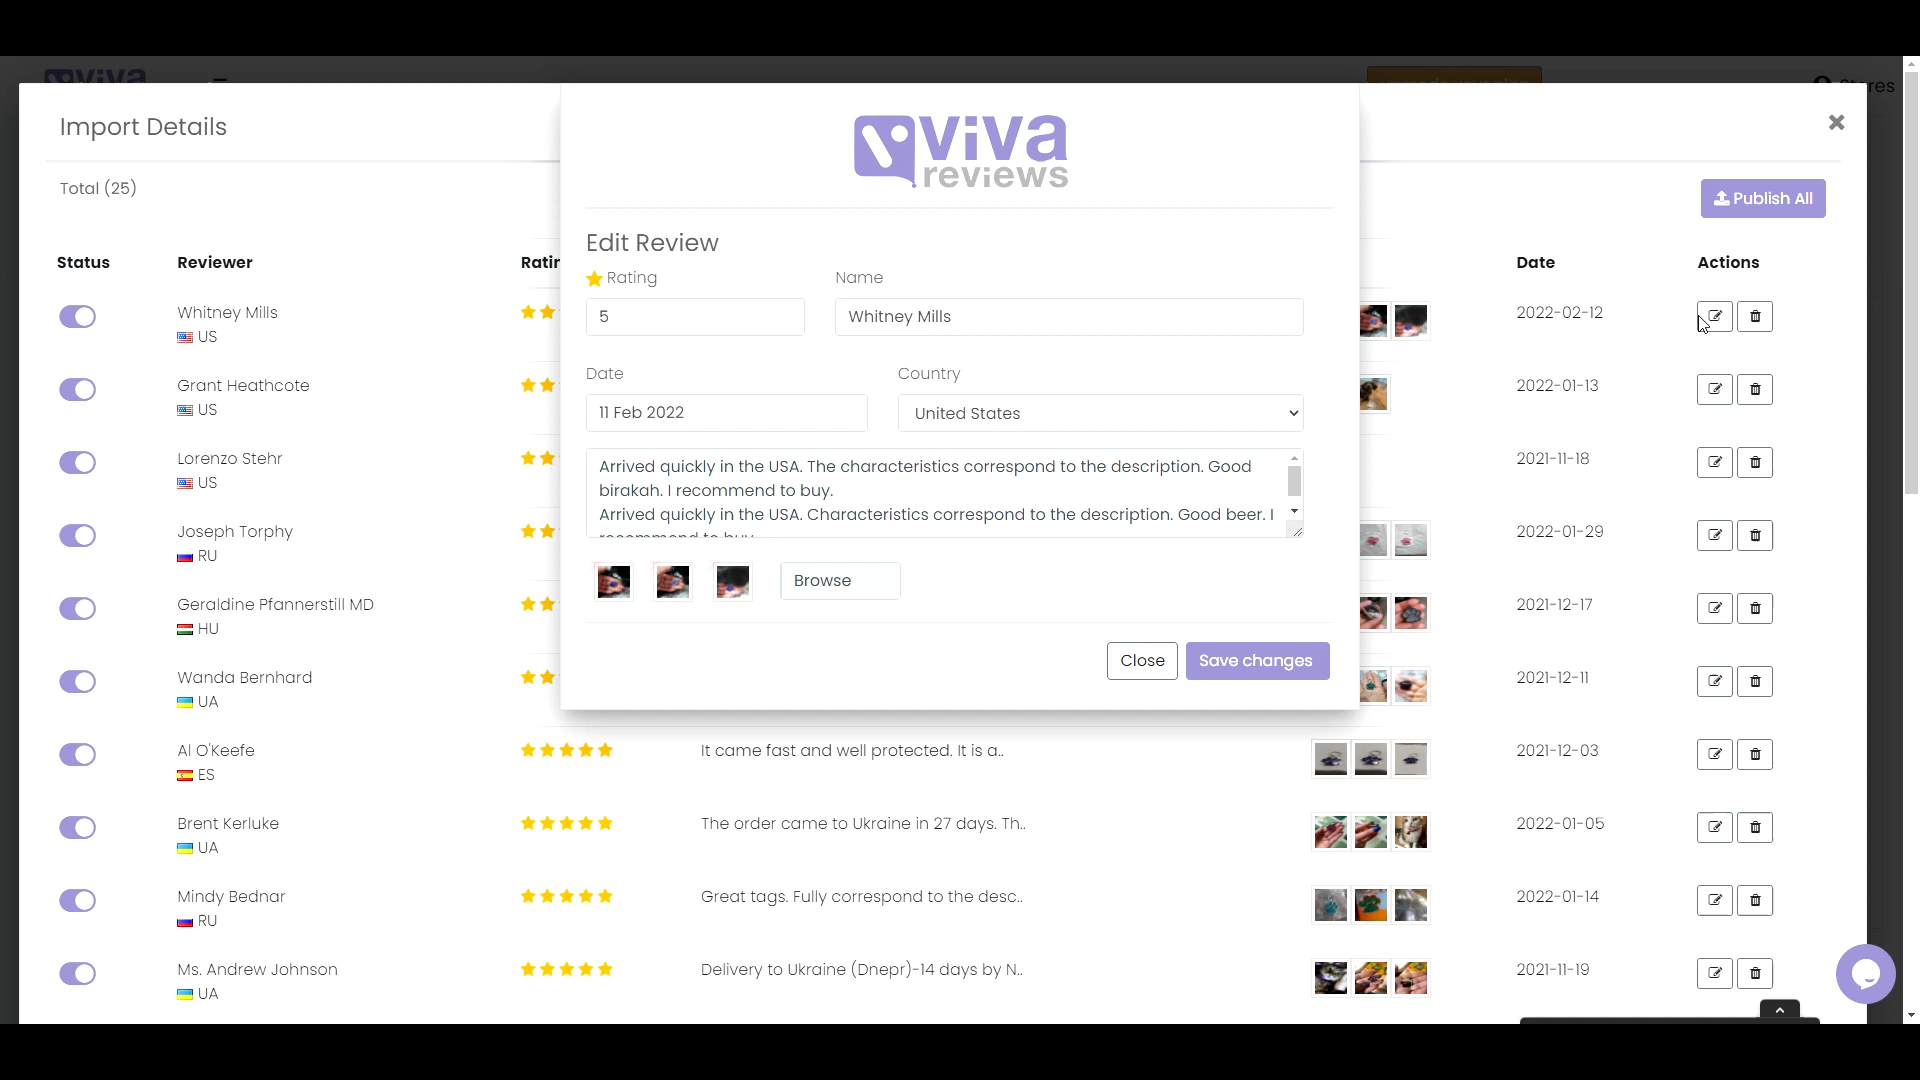 viva
Stores
Import Details
viva
reviews
Total (25)
Publish All
Edit Review
Status
Reviewer
Date
Actions
Rating
Name
Whitney Mills
US
5
Whitney Mills
2022-02-12
Date
Country
Grant Heathcote
US
11 Feb 2022
United States
2022-01-13
Lorenzo Stehr
US
Arrived quickly in the USA. The characteristics correspond to the description. Good
birakah. I recommend to buy.
Arrived quickly in the USA. Characteristics correspond to the description. Good beer. I
recommend to buy
2021-11-18
Joseph Torphy
RU
2022-01-29
Browse
Geraldine Pfannerstill MD
HU
2021-12-17
Close
Save changes
Wanda Bernhard
UA
2021-12-11
Al O'Keefe
ES
It came fast and well protected. It is a..
2021-12-03
Brent Kerluke
UA
The order came to Ukraine in 27 days. Th..
2022-01-05
Mindy Bednar
RU
Great tags. Fully correspond to the desc..
2022-01-14
Ms. Andrew Johnson
UA
Delivery to Ukraine (Dnepr)-14 days by N..
2021-11-19